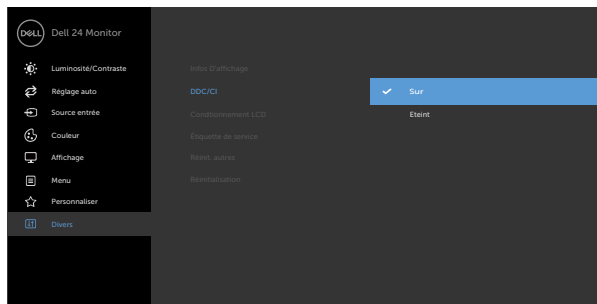 DELL
Dell 24 Monitor
Luminosité/Contraste
Réglage auto
Source entrée
Couleur
Affichage
Menu
Personnaliser
Divers
Infos D'affichage
DDC/CI
Conditionnement LCD
Étiquette de service
Réinit. autres
Réinitialisation
Sur
Eteint